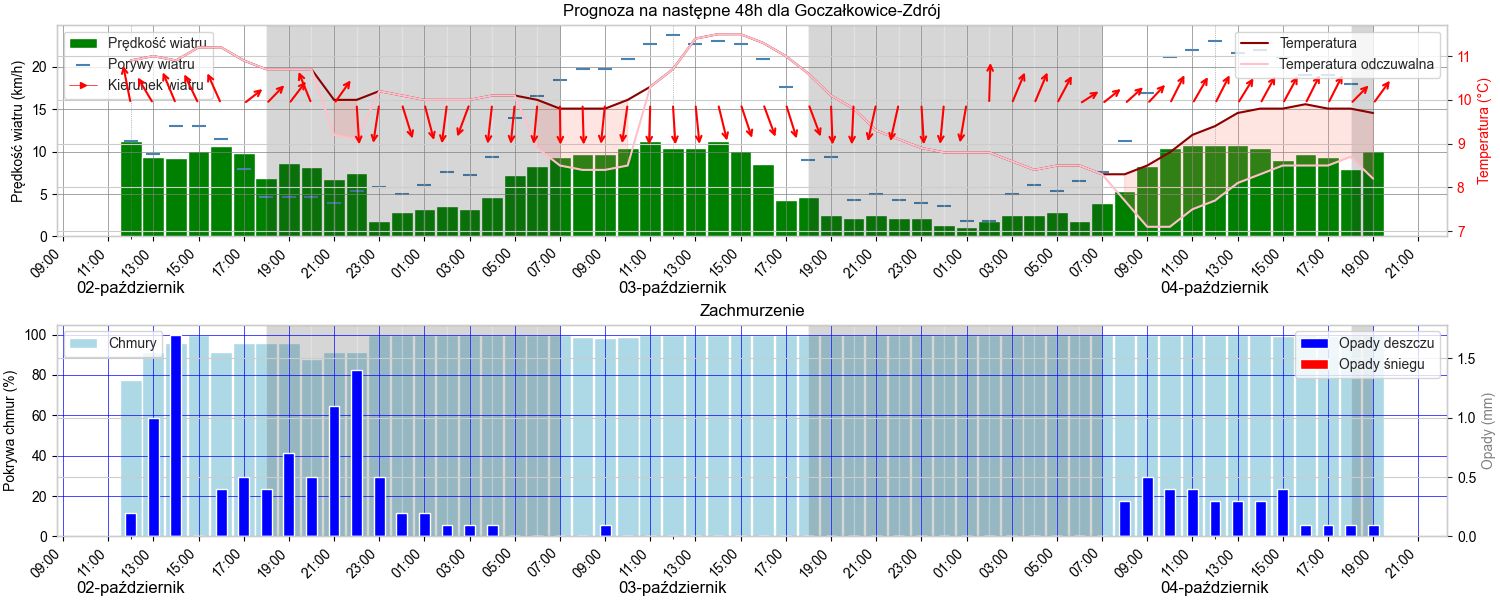 Prognoza na następne 48h dla Goczałkowice-Zdrój
Prędkość wiatru (km/h)
20
15
10
5
0
Prędkość wiatru
Porywy wiatru
Kierunek wiatru
Temperatura
Temperatura odczuwalna
11
10
9
8
7
Temperatura (°C)
09:00 11:00 13:00 15:00 17:00 19:00 21:00 23:00 01:00 03:00 05:00 07:00 09:00 11:00 13:00 15:00 17:00 19:00 21:00 23:00 01:00 03:00 05:00 07:00 09:00 11:00 13:00 15:00 17:00 19:00 21:00
02-październik 03-październik 04-październik
Zachmurzenie
Pokrywa chmur (%)
100
80
60
40
20
0
Chmury
Opady deszczu
Opady śniegu
1.5
1.0
0.5
0.0
Opady (mm)
09:00 11:00 13:00 15:00 17:00 19:00 21:00 23:00 01:00 03:00 05:00 07:00 09:00 11:00 13:00 15:00 17:00 19:00 21:00 23:00 01:00 03:00 05:00 07:00 09:00 11:00 13:00 15:00 17:00 19:00 21:00
02-październik 03-październik 04-październik